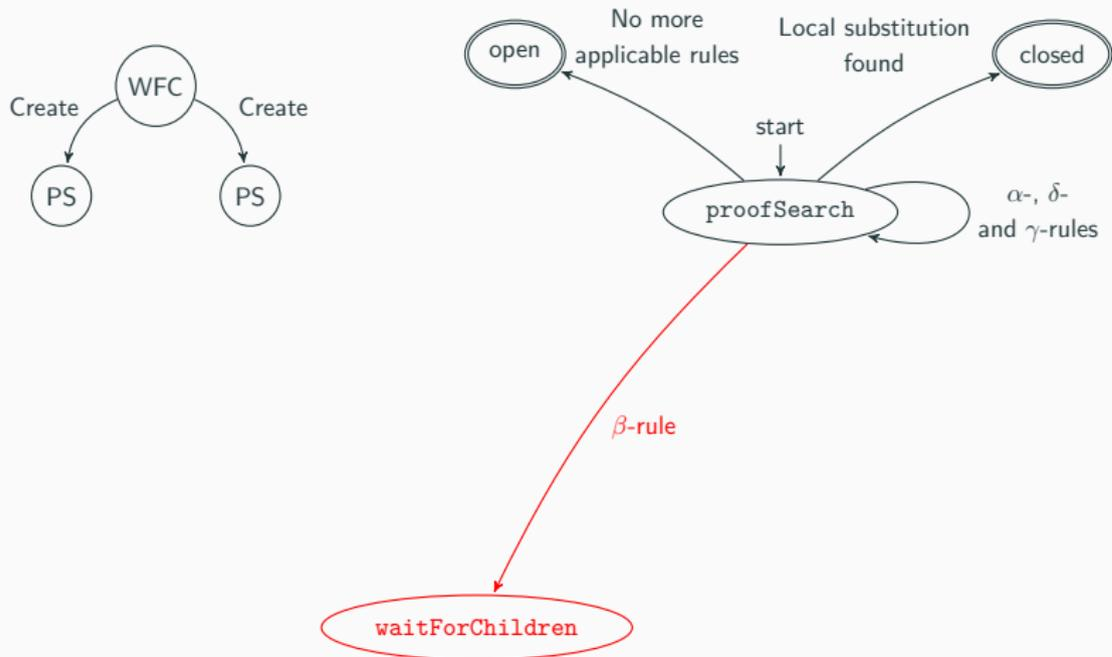 WFC
Create
Create
PS
PS
open
No more
applicable rules
Local substitution
found
closed
start
proofSearch
α-, δ-
and γ-rules
β-rule
waitForChildren